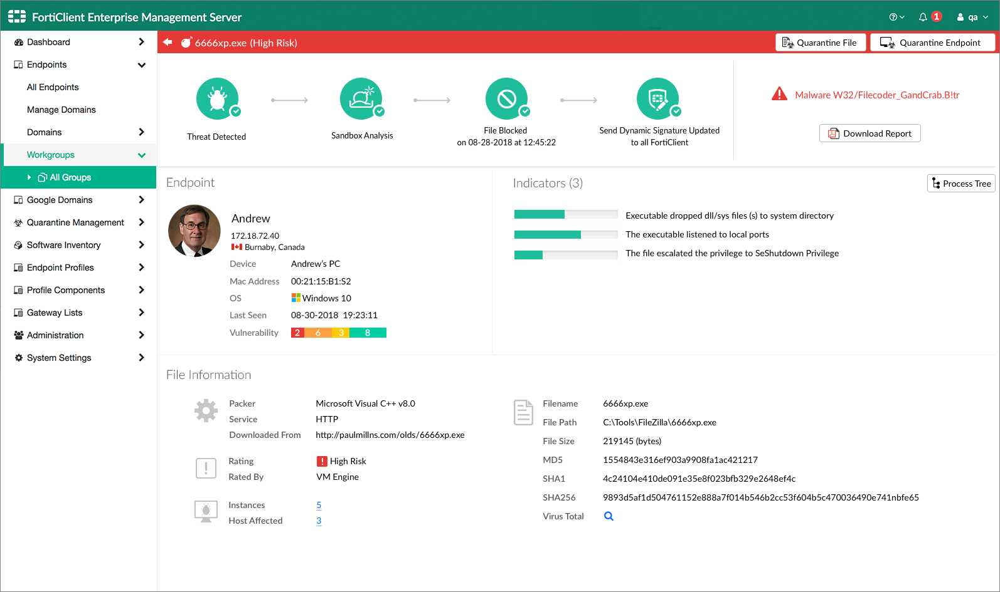 FortiClient Enterprise Management Server
1
qa
Dashboard
Endpoints
All Endpoints
Manage Domains
Domains
Workgroups
All Groups
Google Domains
Quarantine Management
Software Inventory
Endpoint Profiles
Profile Components
Gateway Lists
Administration
System Settings
6666xp.exe (High Risk)
Quarantine File
Quarantine Endpoint
Threat Detected
Sandbox Analysis
File Blocked
on 08-28-2018 at 12:45:22
Send Dynamic Signature Updated
to all FortiClient
Malware W32/Filecoder_GandCrab.B!tr
Download Report
Endpoint
Andrew
172.18.72.40
Burnaby, Canada
Device Andrew's PC
Mac Address 00:21:15:B1:S2
OS Windows 10
Last Seen 08-30-2018 19:23:11
Vulnerability 2 6 3 8
Indicators (3)
Process Tree
Executable dropped dll/sys files (s) to system directory
The executable listened to local ports
The file escalated the privilege to SeShutdown Privilege
File Information
Packer Microsoft Visual C++ v8.0
Service HTTP
Downloaded From http://paulmillns.com/olds/6666xp.exe
Rating High Risk
Rated By VM Engine
Instances 5
Host Affected 3
Filename 6666xp.exe
File Path C:\Tools\FileZilla\6666xp.exe
File Size 219145 (bytes)
MD5 1554843e316ef903a9908fa1ac421217
SHA1 4c24104e410de091e35e8f023bfb329e2648ef4c
SHA256 9893d5af1d504761152e888a7f014b546b2cc53f604b5c470036490e741nbfe65
Virus Total